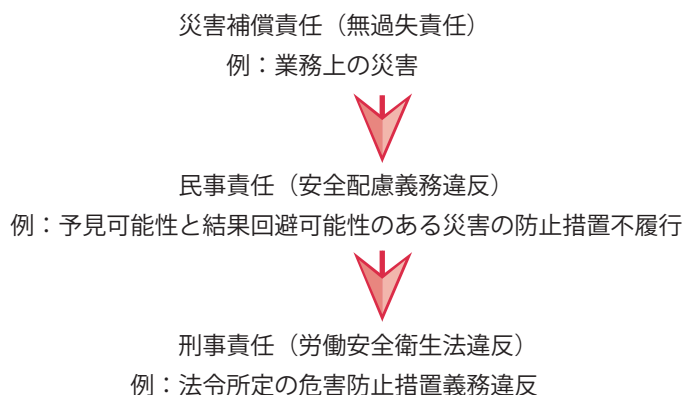 災害補償責任（無過失責任）
例：業務上の災害
民事責任（安全配慮義務違反）
例：予見可能性と結果回避可能性のある災害の防止措置不履行
刑事責任（労働安全衛生法違反）
例：法令所定の危害防止措置義務違反